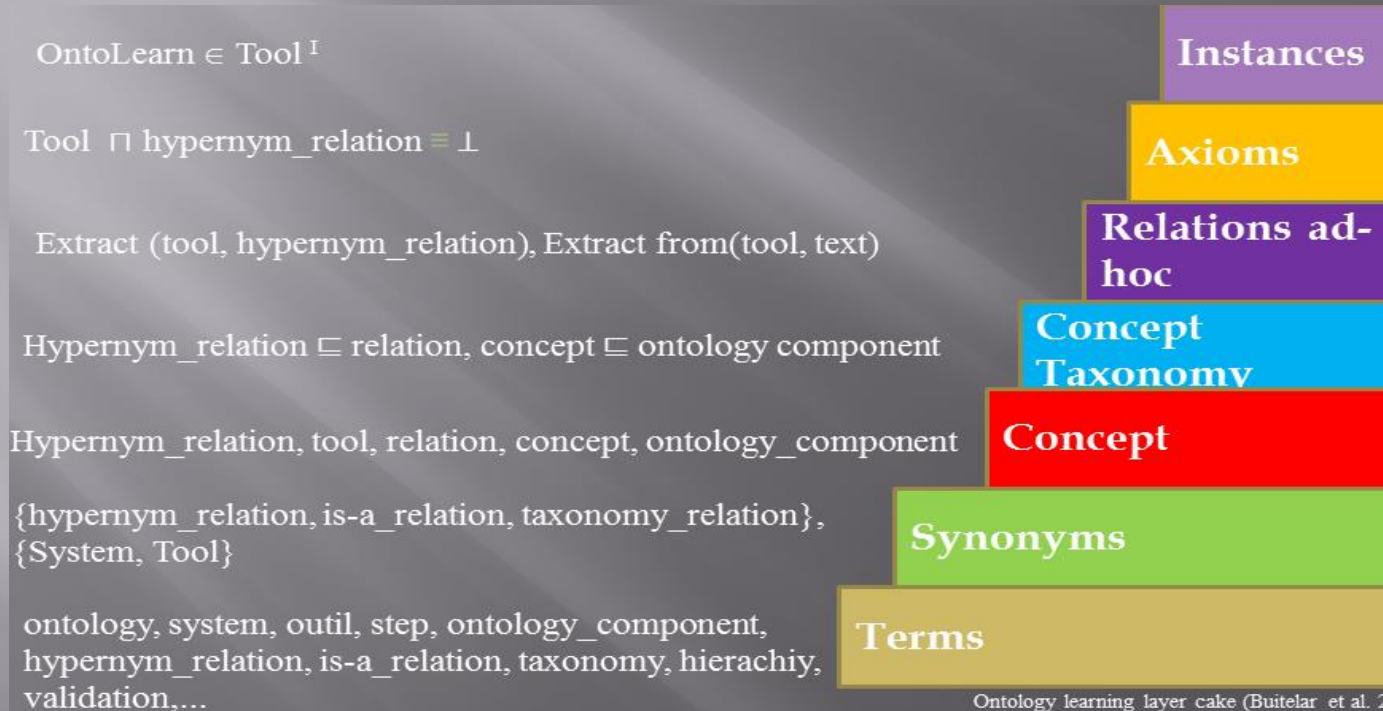 OntoLearn ∈ Tool ᴵ
Instances
Tool ⊓ hypernym_relation ≡ ⊥
Axioms
Extract (tool, hypernym_relation), Extract from(tool, text)
Relations ad-
hoc
Hypernym_relation ⊑ relation, concept ⊑ ontology component
Concept
Taxonomy
Hypernym_relation, tool, relation, concept, ontology_component
Concept
{hypernym_relation, is-a_relation, taxonomy_relation},
{System, Tool}
Synonyms
ontology, system, outil, step, ontology_component,
hypernym_relation, is-a_relation, taxonomy, hierachiy,
validation,...
Terms
Ontology learning layer cake (Buitelar et al.